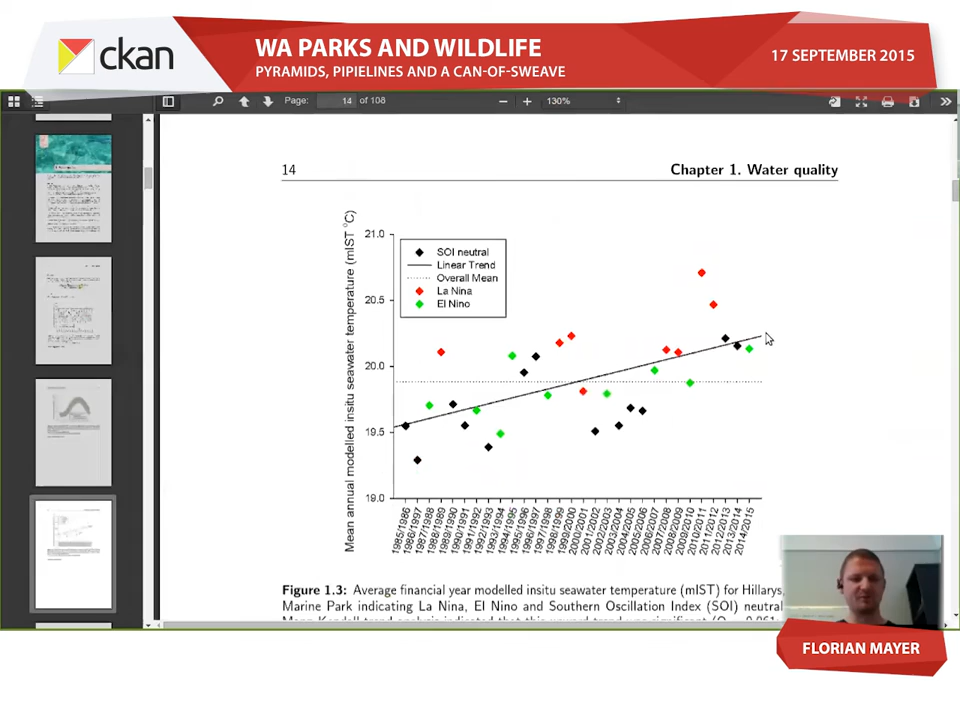 ckan
WA PARKS AND WILDLIFE
PYRAMIDS, PIPIELINES AND A CAN-OF-SWEAVE
17 SEPTEMBER 2015
Page: 14 of 108
130%
14
Chapter 1. Water quality
Mean annual modelled insitu seawater temperature (mIST °C)
21.0
20.5
20.0
19.5
19.0
SOI neutral
Linear Trend
Overall Mean
La Nina
El Nino
1985/1986
1986/1997
1987/1988
1988/1989
1989/1990
1990/1991
1991/1992
1992/1993
1993/1994
1994/1995
1995/1996
1996/1997
1997/1998
1998/1999
1999/2000
2000/2001
2001/2002
2002/2003
2003/2004
2004/2005
2005/2006
2006/2007
2007/2008
2008/2009
2009/2010
2010/2011
2011/2012
2012/2013
2013/2014
2014/2015
Figure 1.3: Average financial year modelled insitu seawater temperature (mIST) for Hillarys,
Marine Park indicating La Nina, El Nino and Southern Oscillation Index (SOI) neutral
FLORIAN MAYER